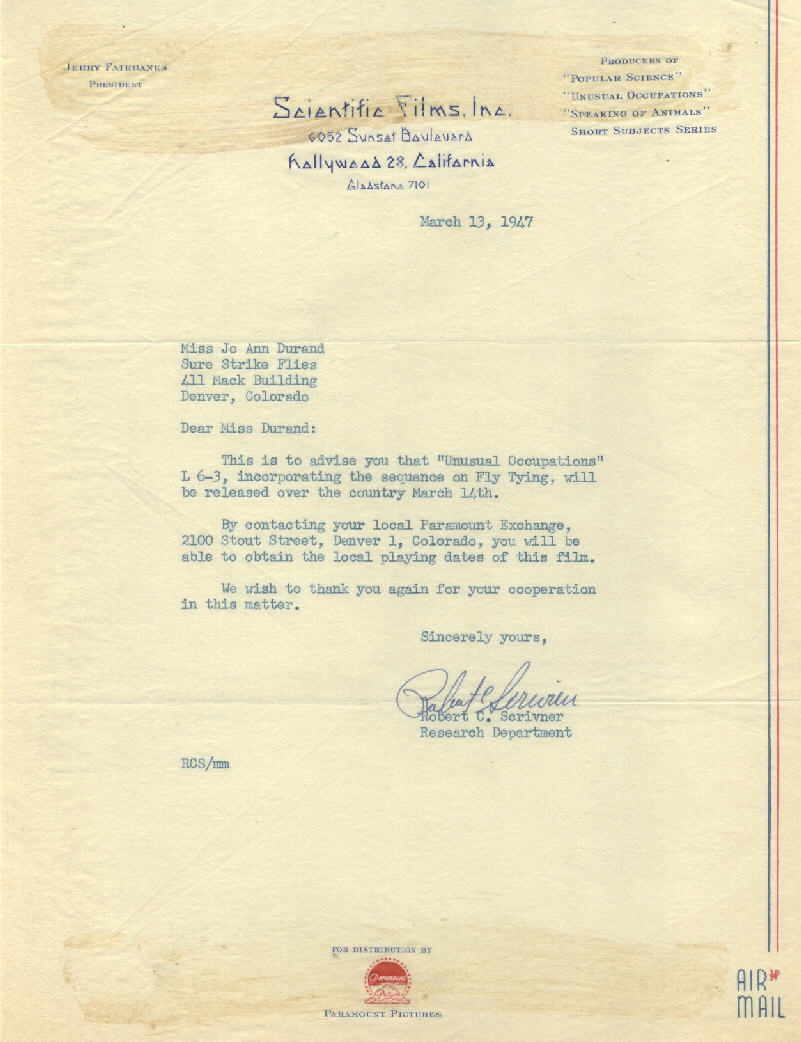 Jerry Fairbanks
President
Producers of
"Popular Science"
"Unusual Occupations"
"Speaking of Animals"
Short Subjects Series
Scientific Films, Inc.
6052 Sunset Boulevard
Hollywood 28, California
Gladstone 7101
March 13, 1947
Miss Jo Ann Durand
Sure Strike Flies
411 Mack Building
Denver, Colorado
Dear Miss Durand:
This is to advise you that "Unusual Occupations"
L 6-3, incorporating the sequence on Fly Tying, will
be released over the country March 14th.
By contacting your local Paramount Exchange,
2100 Stout Street, Denver 1, Colorado, you will be
able to obtain the local playing dates of this film.
We wish to thank you again for your cooperation
in this matter.
Sincerely yours,
Robert C Scrivner
Robert C. Scrivner
Research Department
RCS/mm
FOR DISTRIBUTION BY
Paramount
Pictures
Paramount Pictures
AIR
MAIL